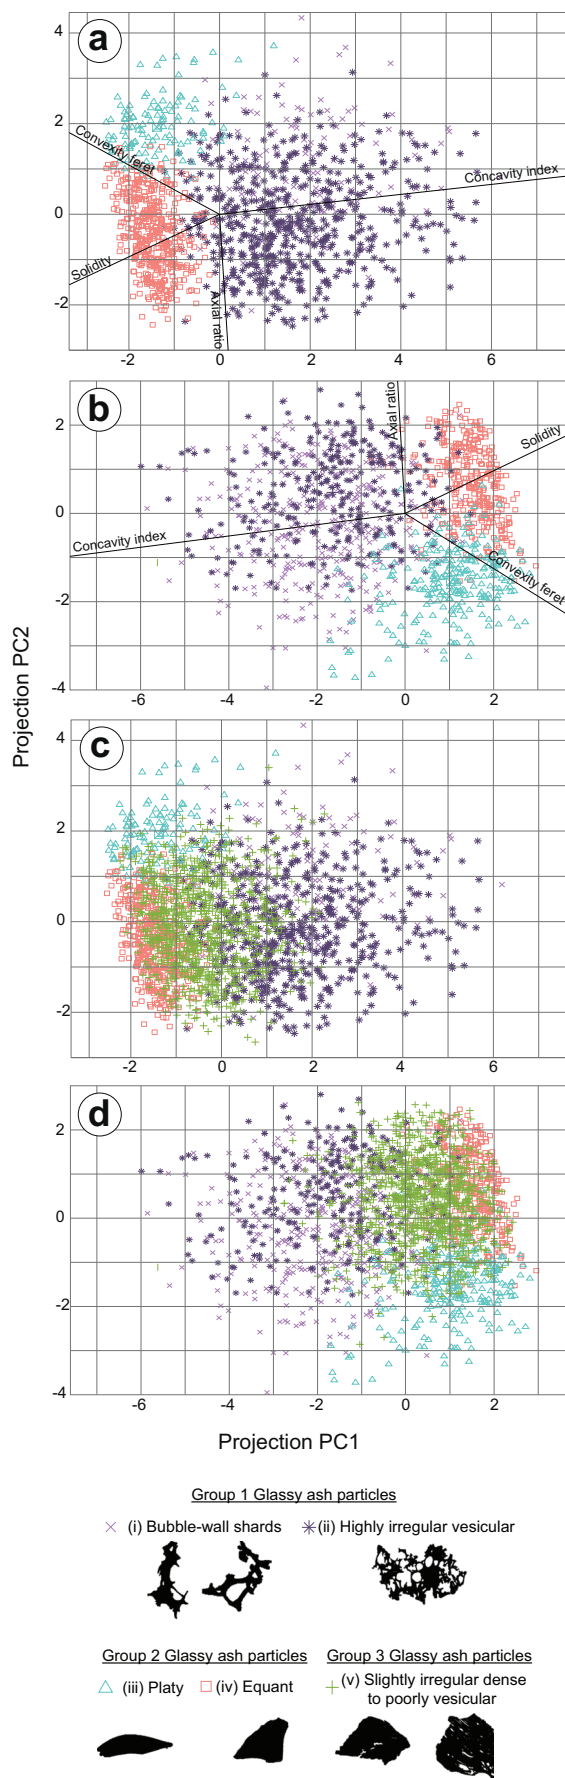 a
4
2
0
-2
Convexity feret
Concavity index
Solidity
Axial ratio
-2 0 2 4 6
b
2
0
-2
-4
Axial ratio
Solidity
Concavity index
Convexity feret
-6 -4 -2 0 2
Projection PC2
c
4
2
0
-2
-2 0 2 4 6
d
2
0
-2
-4
-6 -4 -2 0 2
Projection PC1
Group 1 Glassy ash particles
(i) Bubble-wall shards (ii) Highly irregular vesicular
Group 2 Glassy ash particles Group 3 Glassy ash particles
(iii) Platy (iv) Equant (v) Slightly irregular dense
to poorly vesicular